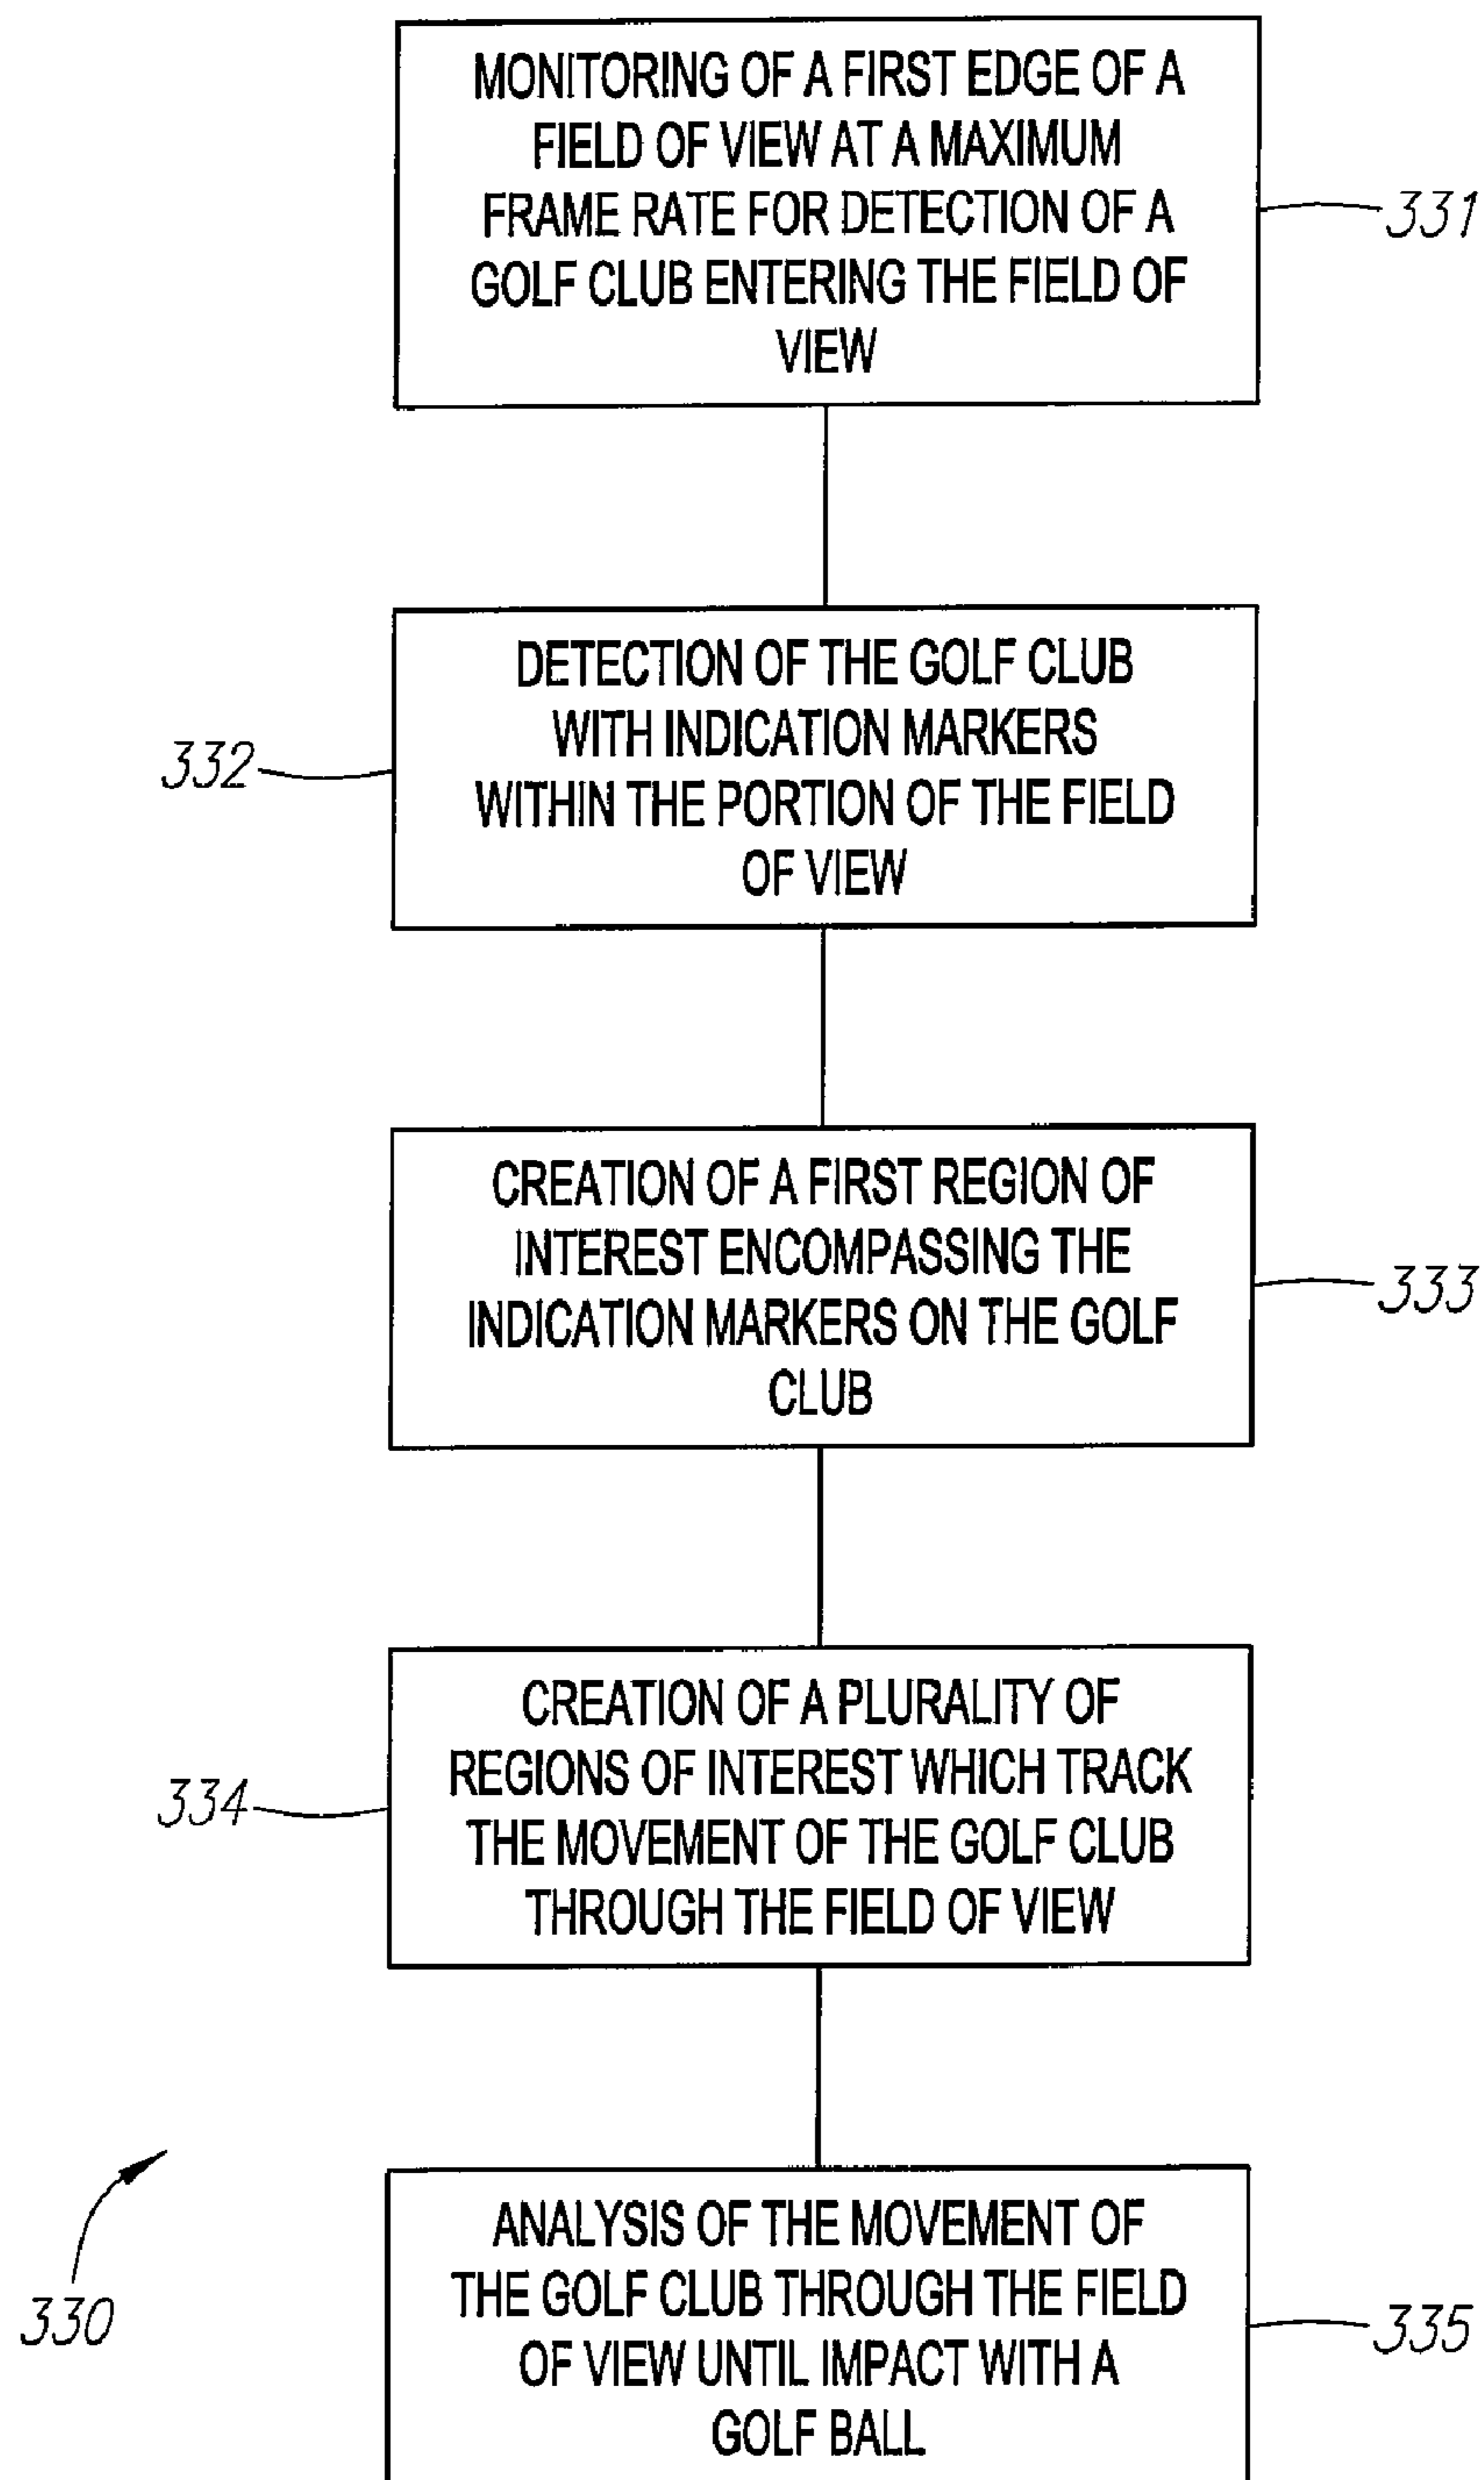 MONITORING OF A FIRST EDGE OF A
FIELD OF VIEW AT A MAXIMUM
FRAME RATE FOR DETECTION OF A
GOLF CLUB ENTERING THE FIELD OF
VIEW
331
DETECTION OF THE GOLF CLUB
WITH INDICATION MARKERS
WITHIN THE PORTION OF THE FIELD
OF VIEW
332
CREATION OF A FIRST REGION OF
INTEREST ENCOMPASSING THE
INDICATION MARKERS ON THE GOLF
CLUB
333
CREATION OF A PLURALITY OF
REGIONS OF INTEREST WHICH TRACK
THE MOVEMENT OF THE GOLF CLUB
THROUGH THE FIELD OF VIEW
334
ANALYSIS OF THE MOVEMENT OF
THE GOLF CLUB THROUGH THE FIELD
OF VIEW UNTIL IMPACT WITH A
GOLF BALL
335
330